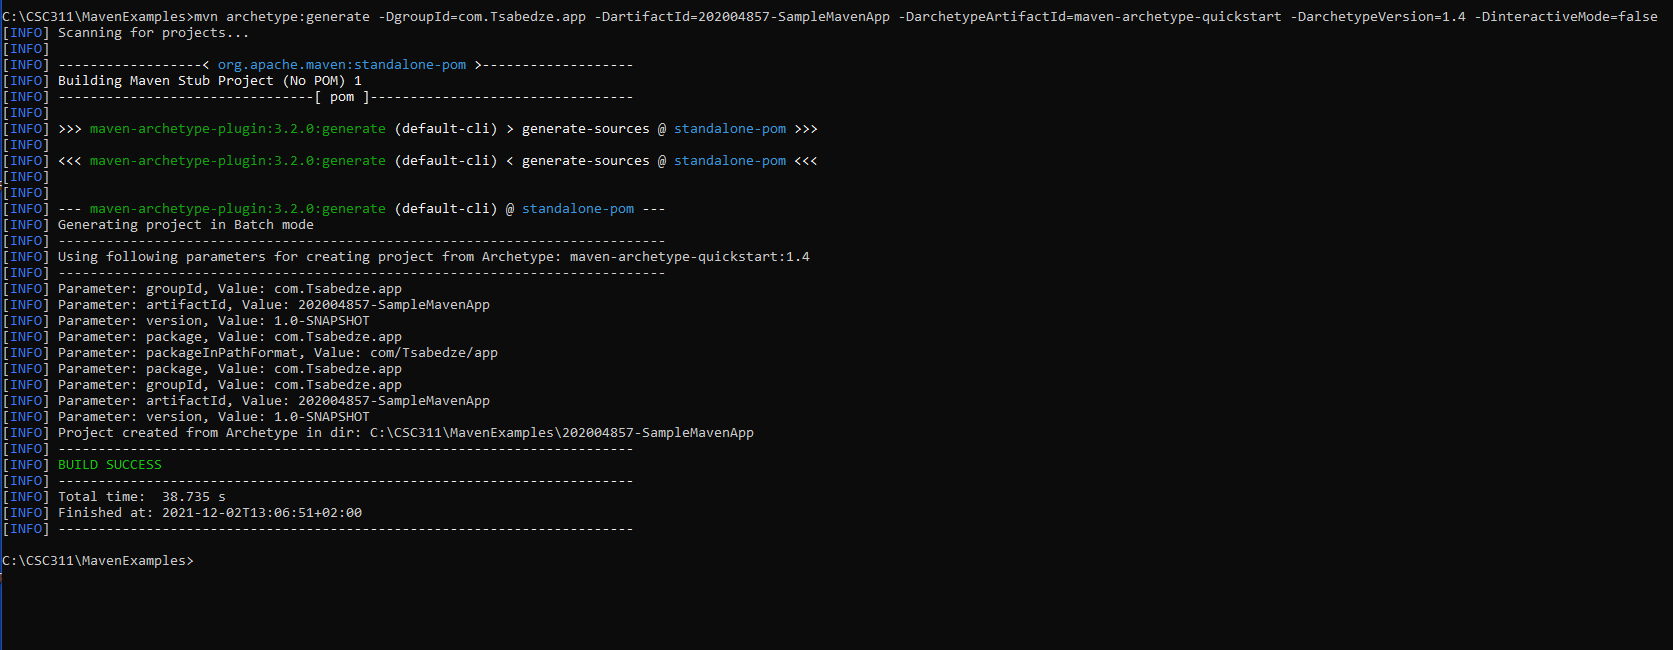 C:\CSC311\MavenExamples>mvn archetype:generate -DgroupId=com.Tsabedze.app -DartifactId=202004857-SampleMavenApp -DarchetypeArtifactId=maven-archetype-quickstart -DarchetypeVersion=1.4 -DinteractiveMode=false
[INFO] Scanning for projects...
[INFO]
[INFO] ------------------< org.apache.maven:standalone-pom >-------------------
[INFO] Building Maven Stub Project (No POM) 1
[INFO] --------------------------------[ pom ]---------------------------------
[INFO]
[INFO] >>> maven-archetype-plugin:3.2.0:generate (default-cli) > generate-sources @ standalone-pom >>>
[INFO]
[INFO] <<< maven-archetype-plugin:3.2.0:generate (default-cli) < generate-sources @ standalone-pom <<<
[INFO]
[INFO]
[INFO] --- maven-archetype-plugin:3.2.0:generate (default-cli) @ standalone-pom ---
[INFO] Generating project in Batch mode
[INFO] ----------------------------------------------------------------------------
[INFO] Using following parameters for creating project from Archetype: maven-archetype-quickstart:1.4
[INFO] ----------------------------------------------------------------------------
[INFO] Parameter: groupId, Value: com.Tsabedze.app
[INFO] Parameter: artifactId, Value: 202004857-SampleMavenApp
[INFO] Parameter: version, Value: 1.0-SNAPSHOT
[INFO] Parameter: package, Value: com.Tsabedze.app
[INFO] Parameter: packageInPathFormat, Value: com/Tsabedze/app
[INFO] Parameter: package, Value: com.Tsabedze.app
[INFO] Parameter: groupId, Value: com.Tsabedze.app
[INFO] Parameter: artifactId, Value: 202004857-SampleMavenApp
[INFO] Parameter: version, Value: 1.0-SNAPSHOT
[INFO] Project created from Archetype in dir: C:\CSC311\MavenExamples\202004857-SampleMavenApp
[INFO] ------------------------------------------------------------------------
[INFO] BUILD SUCCESS
[INFO] ------------------------------------------------------------------------
[INFO] Total time:  38.735 s
[INFO] Finished at: 2021-12-02T13:06:51+02:00
[INFO] ------------------------------------------------------------------------
C:\CSC311\MavenExamples>